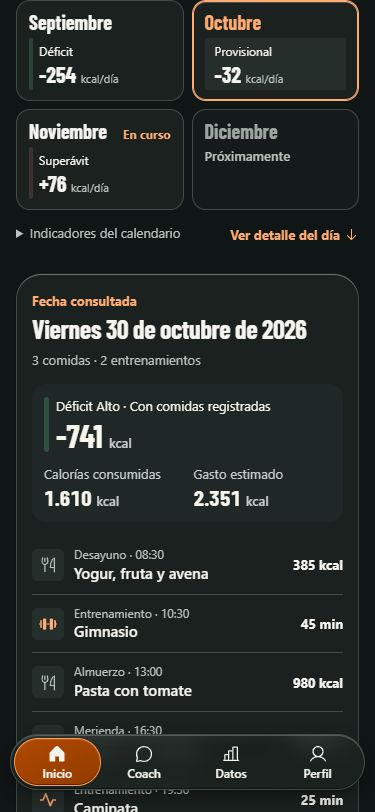 Septiembre
Déficit
-254 kcal/día
Octubre
Provisional
-32 kcal/día
Noviembre En curso
Superávit
+76 kcal/día
Diciembre
Próximamente
Indicadores del calendario
Ver detalle del día ↓
Fecha consultada
Viernes 30 de octubre de 2026
3 comidas · 2 entrenamientos
Déficit Alto · Con comidas registradas
-741 kcal
Calorías consumidas
1.610 kcal
Gasto estimado
2.351 kcal
Desayuno · 08:30
Yogur, fruta y avena
385 kcal
Entrenamiento · 10:30
Gimnasio
45 min
Almuerzo · 13:00
Pasta con tomate
980 kcal
Merienda · 16:30
Inicio
Coach
Datos
Perfil
Entrenamiento · 19:30
Caminata
25 min